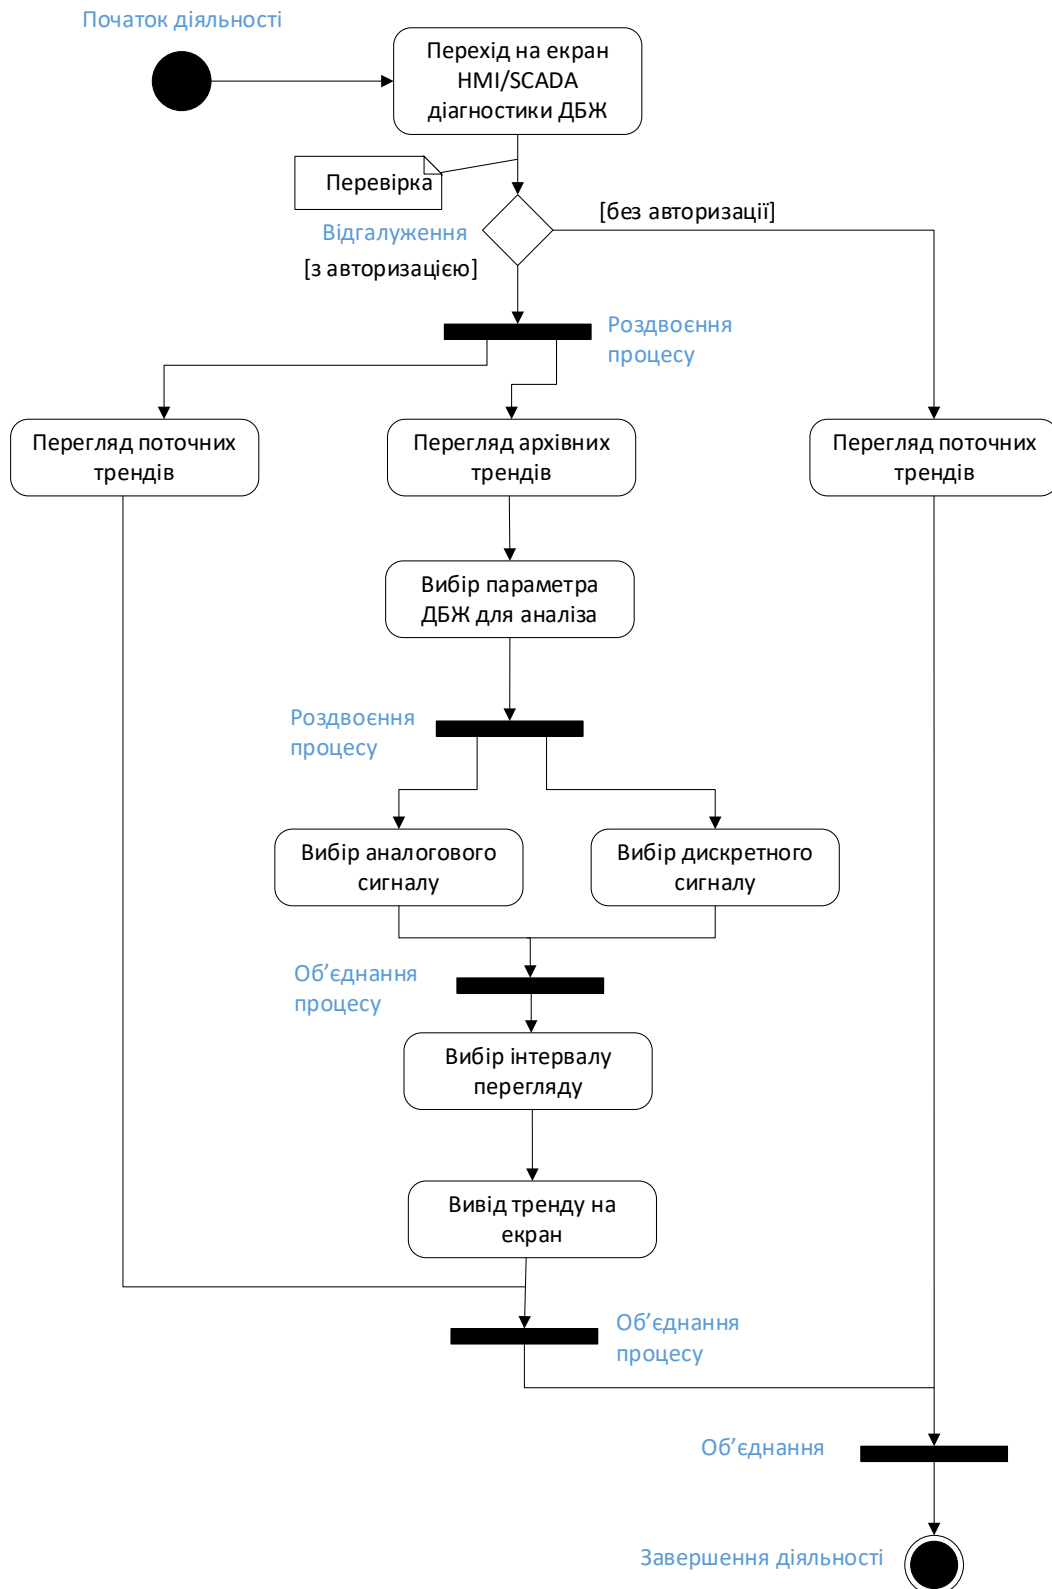 Початок діяльності
Перехід на екран
HMI/SCADA
діагностики ДБЖ
Перевірка
[без авторизації]
Відгалуження
[з авторизацією]
Роздвоєння
процесу
Перегляд поточних
трендів
Перегляд архівних
трендів
Перегляд поточних
трендів
Вибір параметра
ДБЖ для аналіза
Роздвоєння
процесу
Вибір аналогового
сигналу
Вибір дискретного
сигналу
Об’єднання
процесу
Вибір інтервалу
перегляду
Вивід тренду на
екран
Об’єднання
процесу
Об’єднання
Завершення діяльності